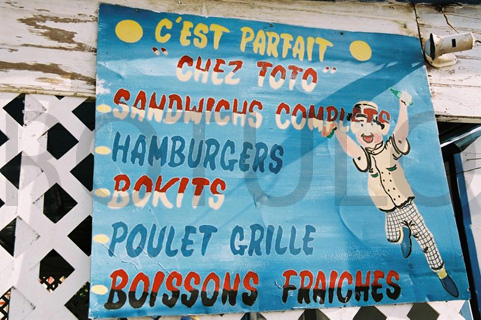 C'EST PARFAIT
"CHEZ TOTO"
SANDWICHS COMPLETS
HAMBURGERS
BOKITS
POULET GRILLE
BOISSONS FRAICHES